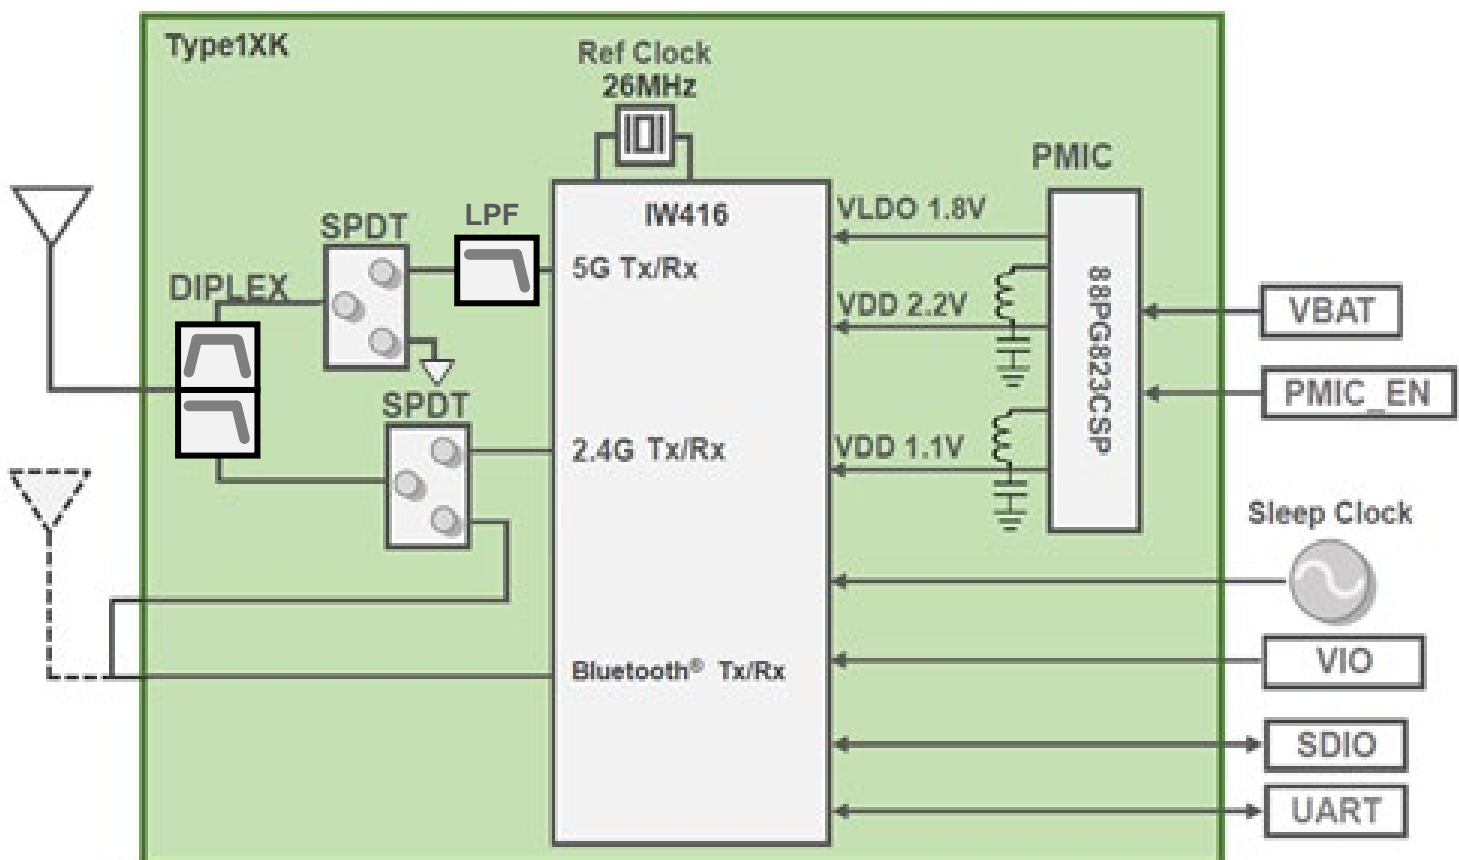 Type1XK
Ref Clock
26MHz
PMIC
LPF
SPDT
IW416
VLDO 1.8V
5G Tx/Rx
DIPLEX
VDD 2.2V
88PG823CSP
VBAT
PMIC_EN
SPDT
2.4G Tx/Rx
VDD 1.1V
Sleep Clock
Bluetooth® Tx/Rx
VIO
SDIO
UART